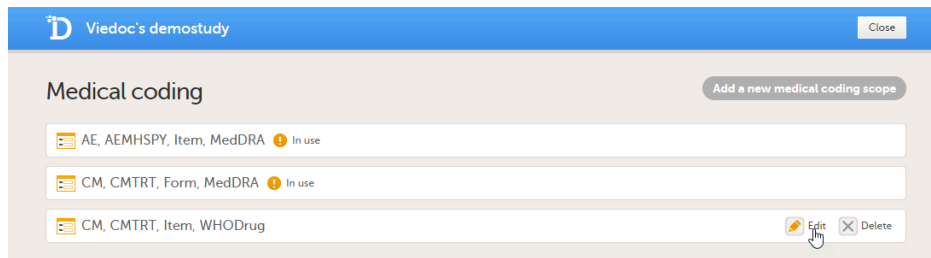 Viedoc's demostudy Close
Medical coding Add a new medical coding scope
AE, AEMHSPY, Item, MedDRA In use
CM, CMTRT, Form, MedDRA In use
CM, CMTRT, Item, WHODrug Edit Delete